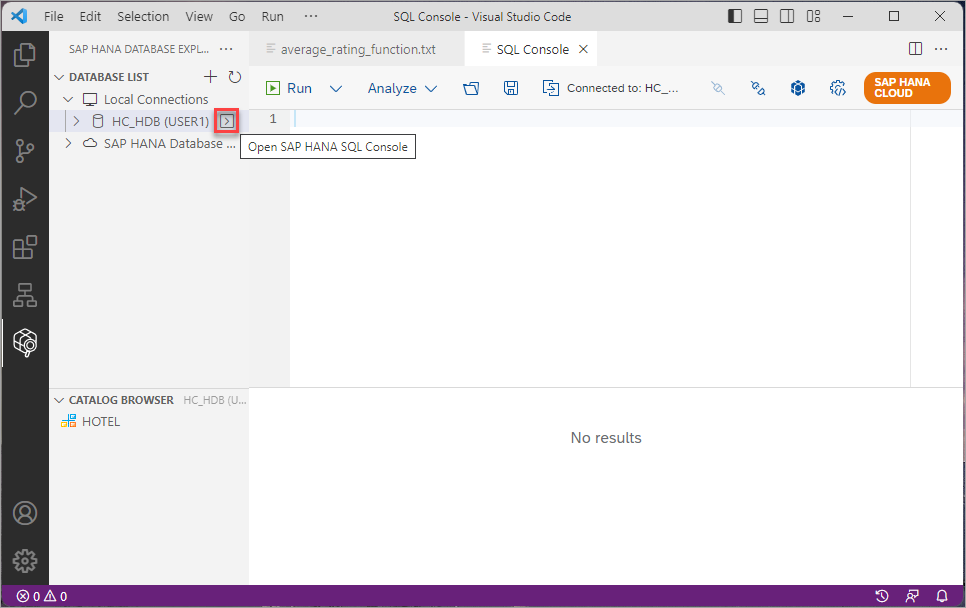 File Edit Selection View Go Run ···
SQL Console - Visual Studio Code
SAP HANA DATABASE EXPL... ···
average_rating_function.txt
SQL Console
DATABASE LIST
Local Connections
HC_HDB (USER1)
SAP HANA Database ...
Open SAP HANA SQL Console
Run
Analyze
Connected to: HC_...
SAP HANA
CLOUD
1
CATALOG BROWSER HC_HDB (U...
HOTEL
No results
0 0